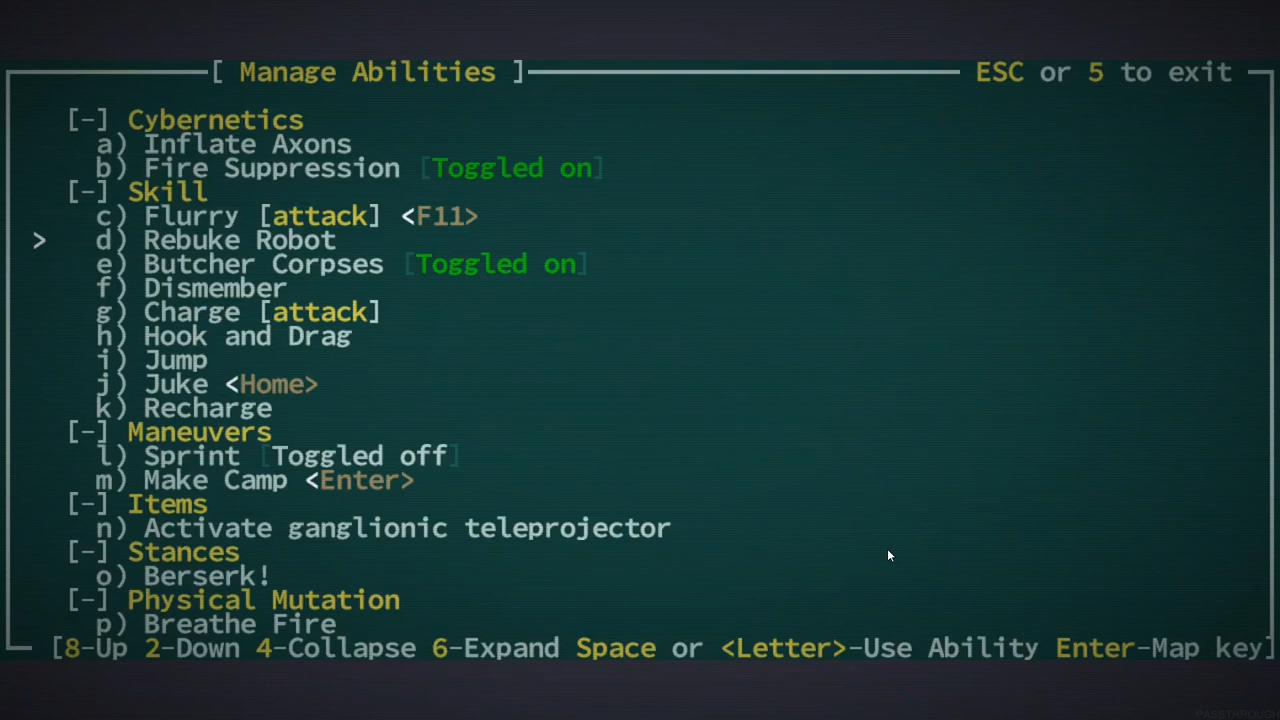 [ Manage Abilities ] ESC or 5 to exit
[-] Cybernetics
a) Inflate Axons
b) Fire Suppression [Toggled on]
[-] Skill
c) Flurry [attack] <F11>
> d) Rebuke Robot
e) Butcher Corpses [Toggled on]
f) Dismember
g) Charge [attack]
h) Hook and Drag
i) Jump
j) Juke <Home>
k) Recharge
[-] Maneuvers
l) Sprint [Toggled off]
m) Make Camp <Enter>
[-] Items
n) Activate ganglionic teleprojector
[-] Stances
o) Berserk!
[-] Physical Mutation
p) Breathe Fire
[8-Up 2-Down 4-Collapse 6-Expand Space or <Letter>-Use Ability Enter-Map key]